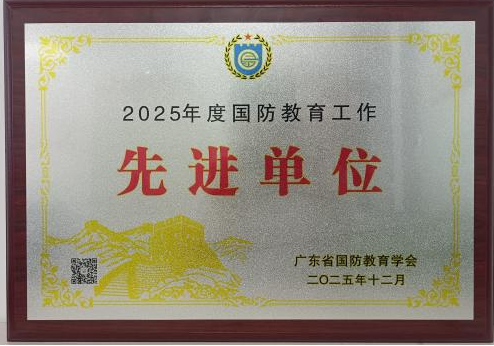 2025年度国防教育工作
先进单位
广东省国防教育学会
二〇二五年十二月